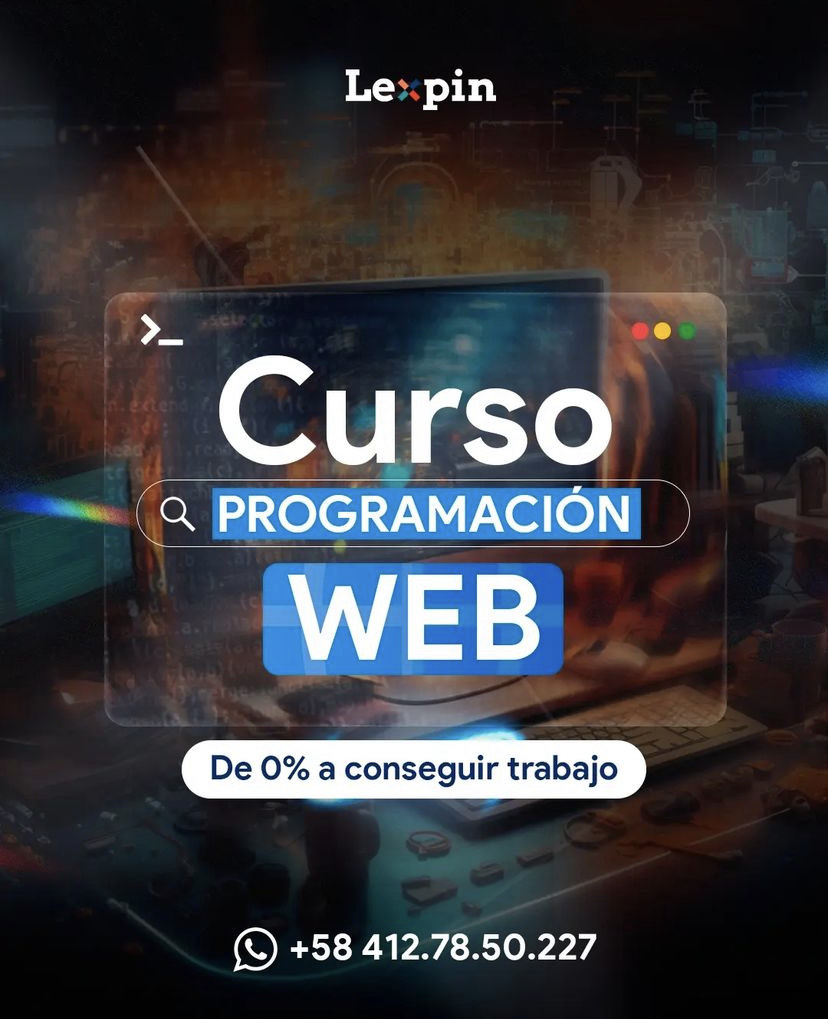 Lexpin
>_
Curso
PROGRAMACIÓN
WEB
De 0% a conseguir trabajo
+58 412.78.50.227